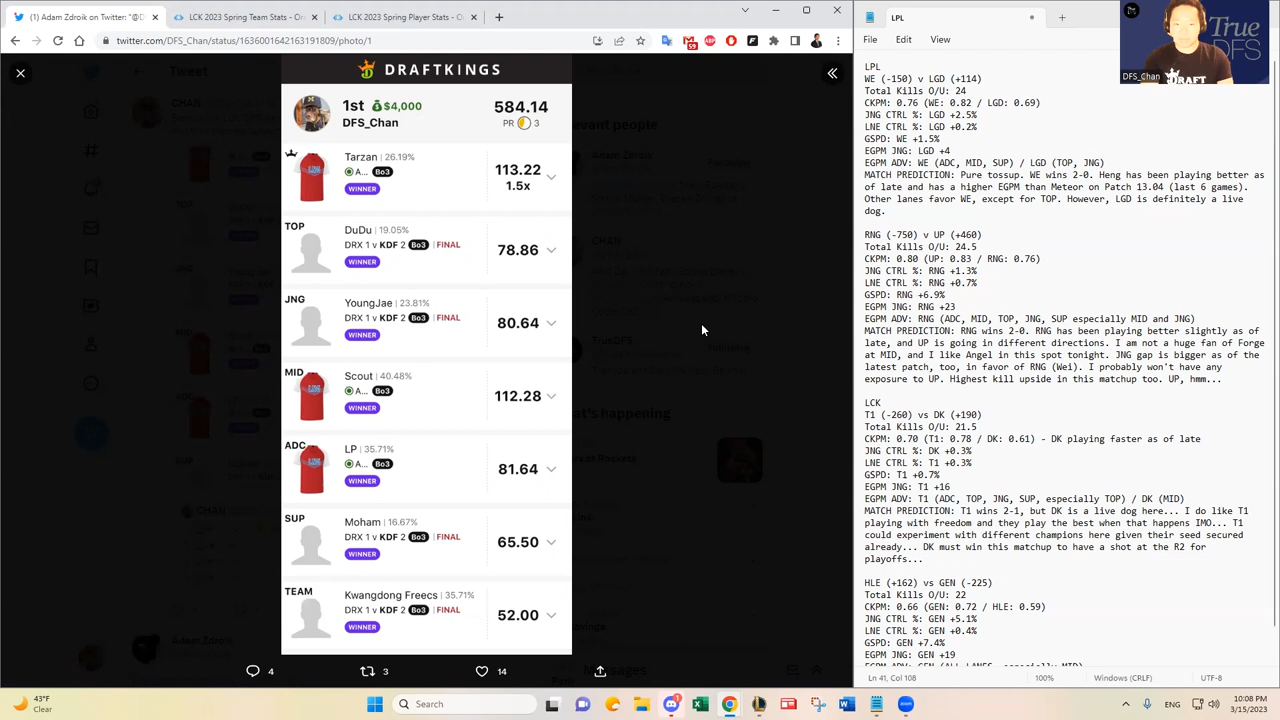 (1) Adam Zdroik on Twitter: "@D
LCK 2023 Spring Team Stats - Or
LCK 2023 Spring Player Stats - Or
twitter.com/DFS_Chan/status/1636001642163191809/photo/1
59
Tweet
DRAFTKINGS
1st $4,000
DFS_Chan
584.14
PR 3
Tarzan | 26.19%
A... Bo3
WINNER
113.22
1.5x
TOP
DuDu | 19.05%
DRX 1 v KDF 2 Bo3 | FINAL
WINNER
78.86
JNG
YoungJae | 23.81%
DRX 1 v KDF 2 Bo3 | FINAL
WINNER
80.64
MID
Scout | 40.48%
A... Bo3
WINNER
112.28
ADC
LP | 35.71%
A... Bo3
WINNER
81.64
SUP
Moham | 16.67%
DRX 1 v KDF 2 Bo3 | FINAL
WINNER
65.50
TEAM
Kwangdong Freecs | 35.71%
DRX 1 v KDF 2 Bo3 | FINAL
WINNER
52.00
4
3
14
Messages
LPL
File Edit View
LPL
WE (-150) v LGD (+114)
Total Kills O/U: 24
CKPM: 0.76 (WE: 0.82 / LGD: 0.69)
JNG CTRL %: LGD +2.5%
LNE CTRL %: LGD +0.2%
GSPD: WE +1.5%
EGPM JNG: LGD +4
EGPM ADV: WE (ADC, MID, SUP) / LGD (TOP, JNG)
MATCH PREDICTION: Pure tossup. WE wins 2-0. Heng has been playing better as
of late and has a higher EGPM than Meteor on Patch 13.04 (last 6 games).
Other lanes favor WE, except for TOP. However, LGD is definitely a live
dog.
RNG (-750) v UP (+460)
Total Kills O/U: 24.5
CKPM: 0.80 (UP: 0.83 / RNG: 0.76)
JNG CTRL %: RNG +1.3%
LNE CTRL %: RNG +0.7%
GSPD: RNG +6.9%
EGPM JNG: RNG +23
EGPM ADV: RNG (ADC, MID, TOP, JNG, SUP especially MID and JNG)
MATCH PREDICTION: RNG wins 2-0. RNG has been playing better slightly as of
late, and UP is going in different directions. I am not a huge fan of Forge
at MID, and I like Angel in this spot tonight. JNG gap is bigger as of the
latest patch, too, in favor of RNG (Wei). I probably won't have any
exposure to UP. Highest kill upside in this matchup too. UP, hmm...
LCK
T1 (-260) vs DK (+190)
Total Kills O/U: 21.5
CKPM: 0.70 (T1: 0.78 / DK: 0.61) - DK playing faster as of late
JNG CTRL %: DK +0.3%
LNE CTRL %: T1 +0.3%
GSPD: T1 +0.7%
EGPM JNG: T1 +16
EGPM ADV: T1 (ADC, TOP, JNG, SUP, especially TOP) / DK (MID)
MATCH PREDICTION: T1 wins 2-1, but DK is a live dog here... I do like T1
playing with freedom and they play the best when that happens IMO... T1
could experiment with different champions here given their seed secured
already... DK must win this matchup to have a shot at the R2 for
playoffs...
HLE (+162) vs GEN (-225)
Total Kills O/U: 22
CKPM: 0.66 (GEN: 0.72 / HLE: 0.59)
JNG CTRL %: GEN +5.1%
LNE CTRL %: GEN +0.4%
GSPD: GEN +7.4%
EGPM JNG: GEN +19
EGPM ADV: GEN (ALL LANES, especially MID)
Ln 41, Col 108
100%
Windows (CRLF)
UTF-8
True
DFS
DRAFT
DFS_Chan
43°F
Clear
Search
1
ENG
10:08 PM
3/15/2023